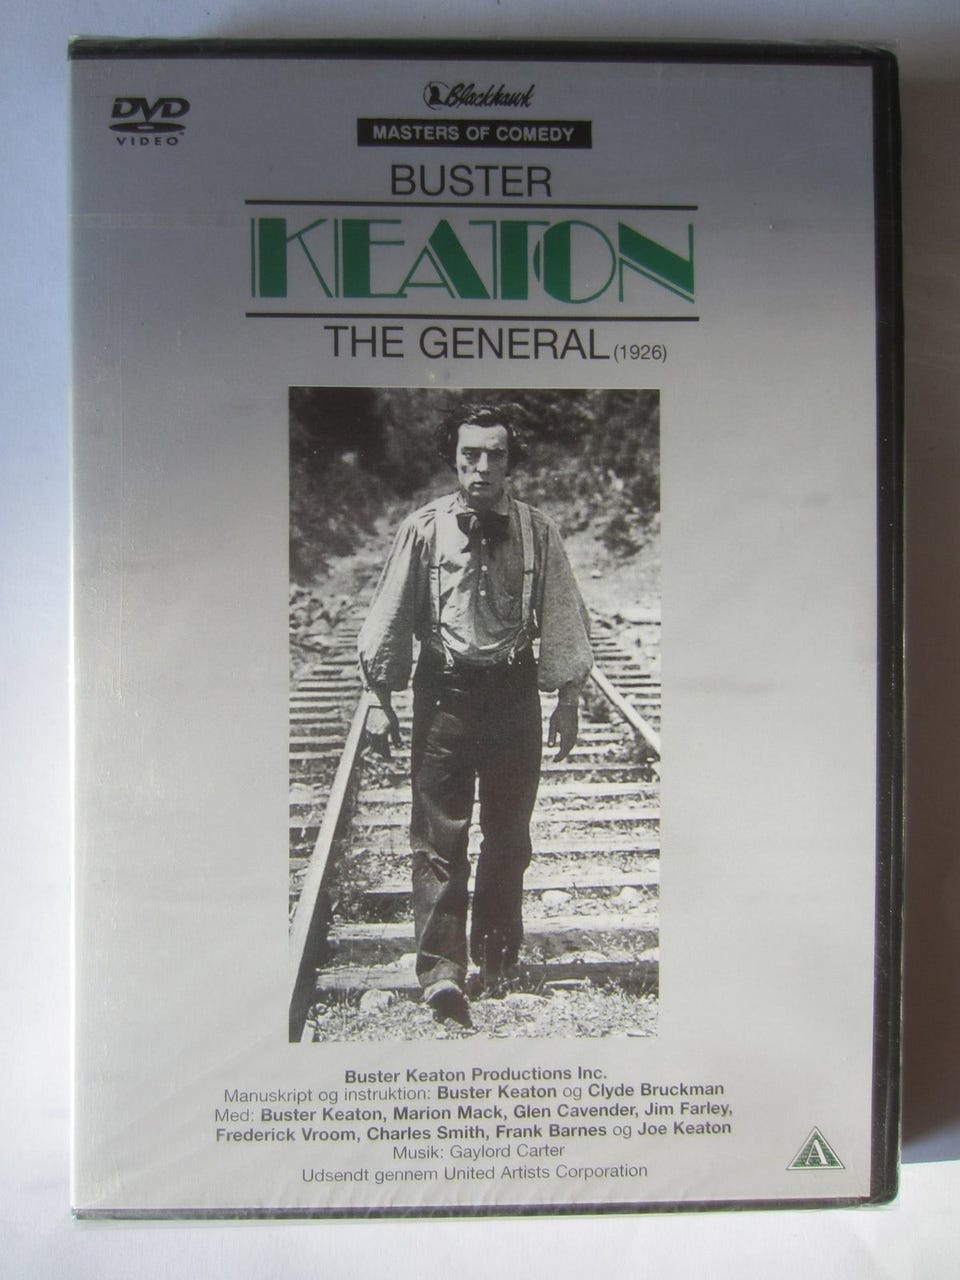 DVD
VIDEO™
Blackhawk
MASTERS OF COMEDY
BUSTER
KEATON
THE GENERAL (1926)
Buster Keaton Productions Inc.
Manuskript og instruktion: Buster Keaton og Clyde Bruckman
Med: Buster Keaton, Marion Mack, Glen Cavender, Jim Farley,
Frederick Vroom, Charles Smith, Frank Barnes og Joe Keaton
Musik: Gaylord Carter
Udsendt gennem United Artists Corporation
A